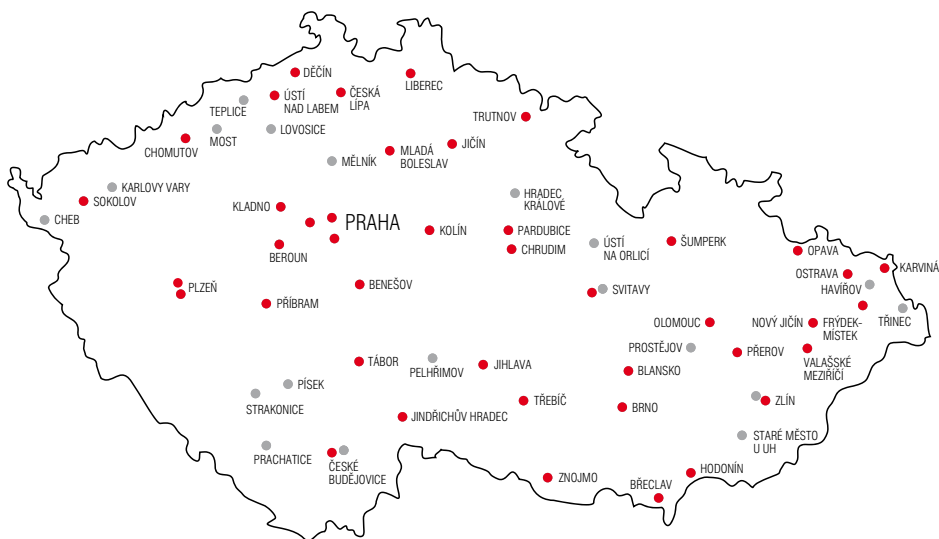 DĚČÍN
LIBEREC
ÚSTÍ
NAD LABEM
ČESKÁ
LÍPA
TEPLICE
TRUTNOV
MOST
LOVOSICE
CHOMUTOV
JIČÍN
MLADÁ
BOLESLAV
MĚLNÍK
KARLOVY VARY
SOKOLOV
HRADEC
KRÁLOVÉ
KLADNO
CHEB
PRAHA
KOLÍN
PARDUBICE
CHRUDIM
ÚSTÍ
NA ORLICI
ŠUMPERK
BEROUN
OPAVA
OSTRAVA
KARVINÁ
HAVÍŘOV
PLZEŇ
BENEŠOV
SVITAVY
PŘÍBRAM
TŘINEC
OLOMOUC
NOVÝ JIČÍN
FRÝDEK-
MÍSTEK
PROSTĚJOV
PŘEROV
VALAŠSKÉ
MEZIŘÍČÍ
TÁBOR
PELHŘIMOV
JIHLAVA
BLANSKO
PÍSEK
STRAKONICE
TŘEBÍČ
BRNO
ZLÍN
JINDŘICHŮV HRADEC
STARÉ MĚSTO
U UH
PRACHATICE
ČESKÉ
BUDĚJOVICE
ZNOJMO
HODONÍN
BŘECLAV